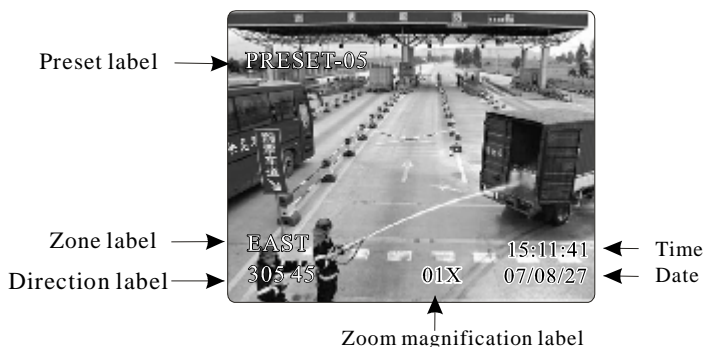 Preset label
PRESET-05
Zone label
EAST
15:11:41
Time
Direction label
305 45
01X
07/08/27
Date
Zoom magnification label